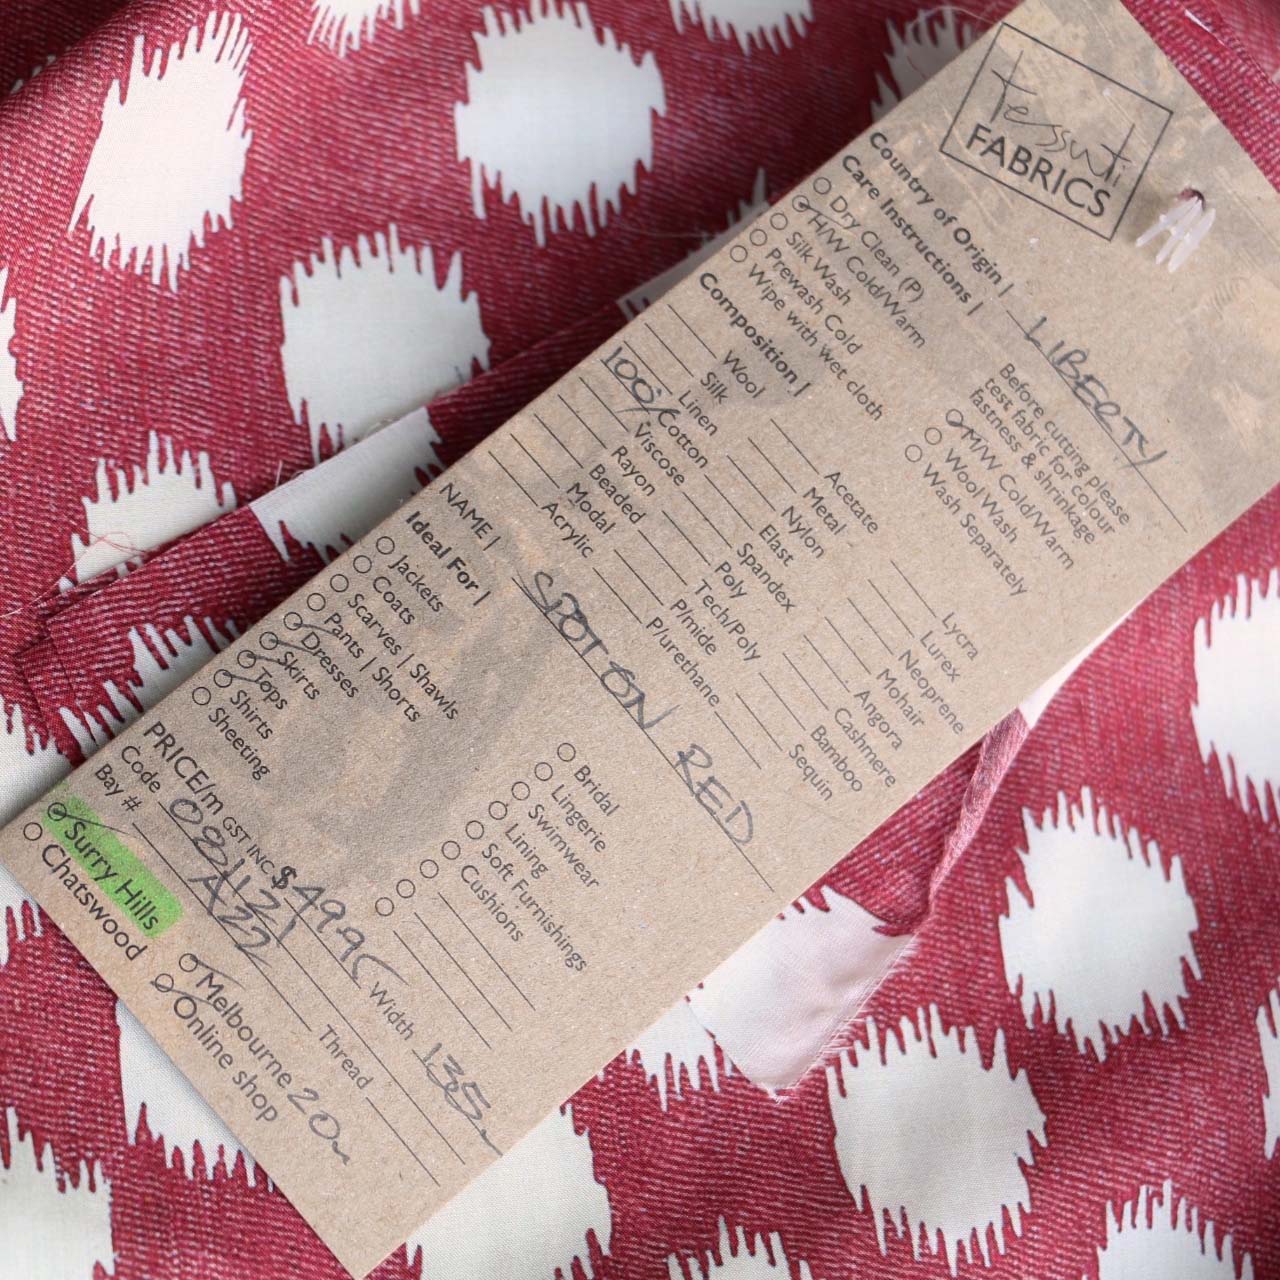 tessuti
FABRICS
Country of Origin | LIBERTY
Care Instructions |
Dry Clean (P)
H/W Cold/Warm
Silk Wash
Prewash Cold
Wipe with wet cloth
Before cutting please
test fabric for colour
fastness & shrinkage
M/W Cold/Warm
Wool Wash
Wash Separately
Composition |
Wool
Silk
Linen
100% Cotton
Viscose
Rayon
Beaded
Modal
Acrylic
Acetate
Metal
Nylon
Elast
Spandex
Poly
Tech/Poly
P/mide
P/urethane
Lycra
Lurex
Neoprene
Mohair
Angora
Cashmere
Bamboo
Sequin
NAME | SPOT ON RED
Ideal For |
Jackets
Coats
Scarves | Shawls
Pants | Shorts
Dresses
Skirts
Tops
Shirts
Sheeting
Bridal
Lingerie
Swimwear
Lining
Soft Furnishings
Cushions
PRICE/m GST INC $49.95 Width 135
Code 081121
Bay # A22 Thread
Surry Hills
Chatswood
Melbourne 20m
Online shop